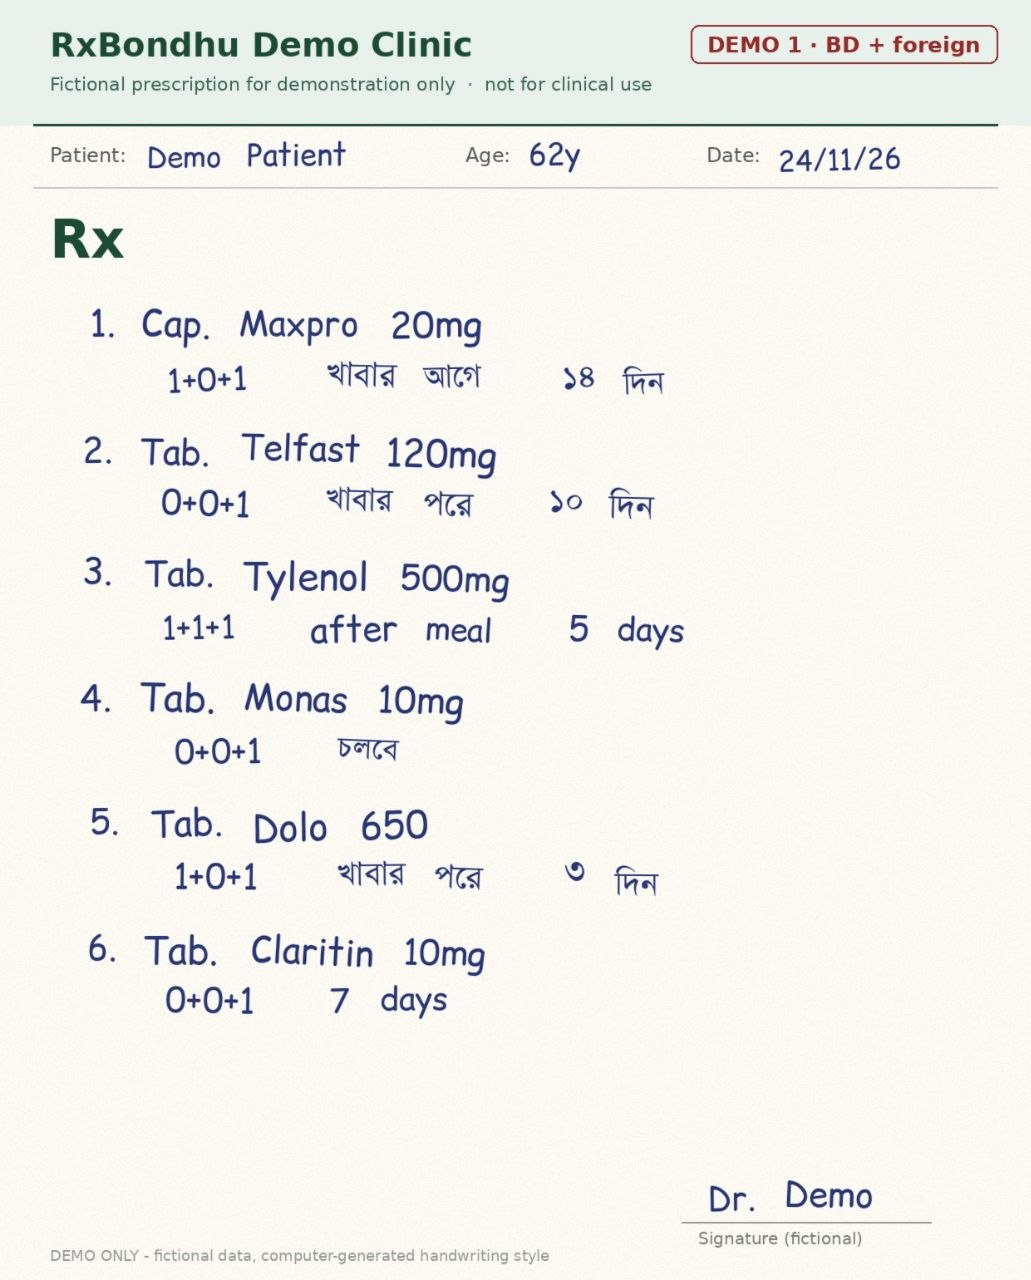 RxBondhu Demo Clinic
DEMO 1 · BD + foreign
Fictional prescription for demonstration only · not for clinical use
Patient: Demo Patient Age: 62y Date: 24/11/26
Rx
1. Cap. Maxpro 20mg
1+0+1 খাবার আগে ১৪ দিন
2. Tab. Telfast 120mg
0+0+1 খাবার পরে ১০ দিন
3. Tab. Tylenol 500mg
1+1+1 after meal 5 days
4. Tab. Monas 10mg
0+0+1 চলবে
5. Tab. Dolo 650
1+0+1 খাবার পরে ৩ দিন
6. Tab. Claritin 10mg
0+0+1 7 days
Dr. Demo
Signature (fictional)
DEMO ONLY - fictional data, computer-generated handwriting style